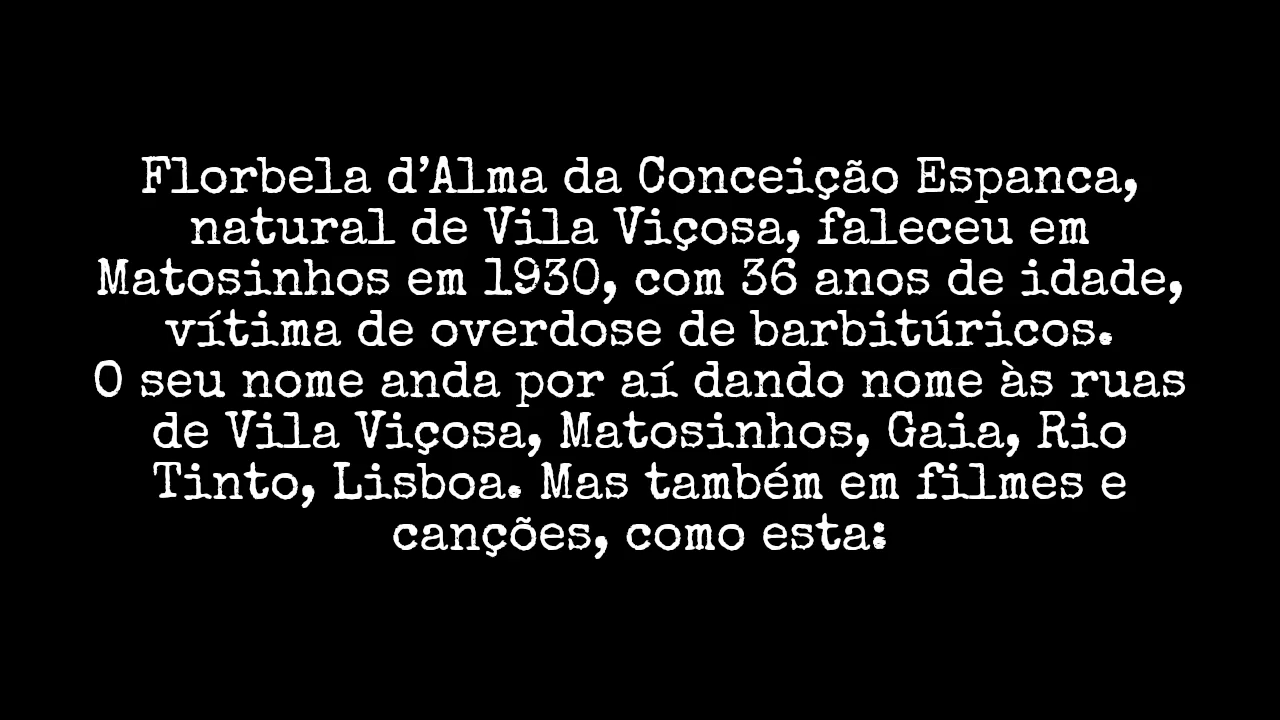 Florbela d’Alma da Conceição Espanca,
natural de Vila Viçosa, faleceu em
Matosinhos em 1930, com 36 anos de idade,
vítima de overdose de barbitúricos.
O seu nome anda por aí dando nome às ruas
de Vila Viçosa, Matosinhos, Gaia, Rio
Tinto, Lisboa. Mas também em filmes e
canções, como esta: